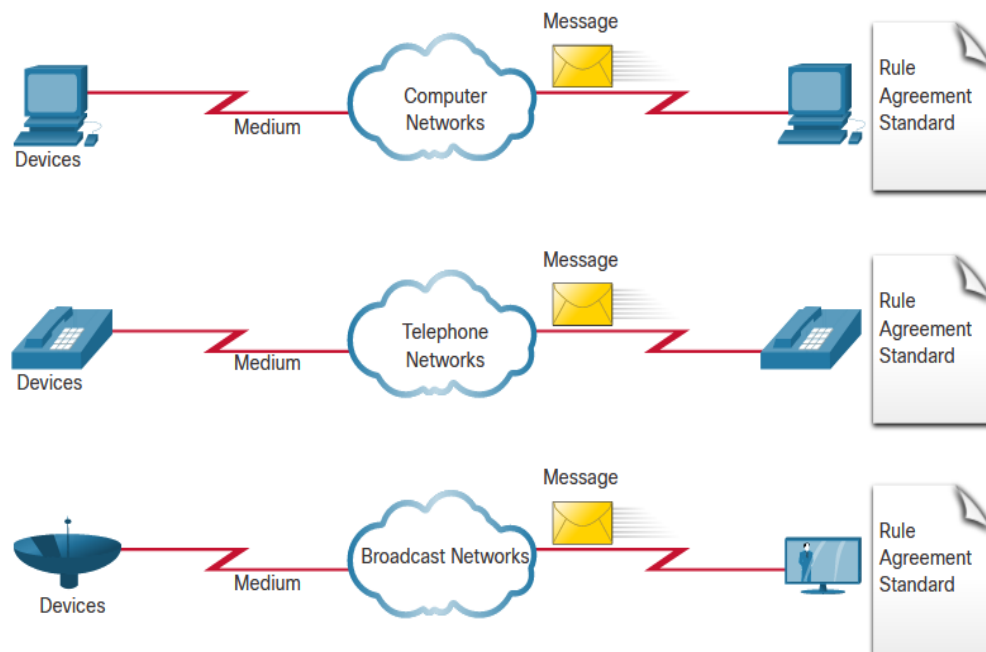 Message
Rule
Agreement
Standard
Computer
Networks
Medium
Devices
Message
Rule
Agreement
Standard
Telephone
Networks
Medium
Devices
Message
Rule
Agreement
Standard
Broadcast Networks
Medium
Devices